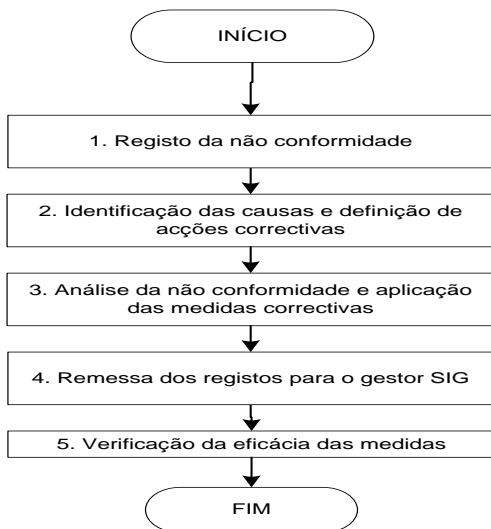 INÍCIO
1. Registo da não conformidade
2. Identificação das causas e definição de
acções correctivas
3. Análise da não conformidade e aplicação
das medidas correctivas
4. Remessa dos registos para o gestor SIG
5. Verificação da eficácia das medidas
FIM